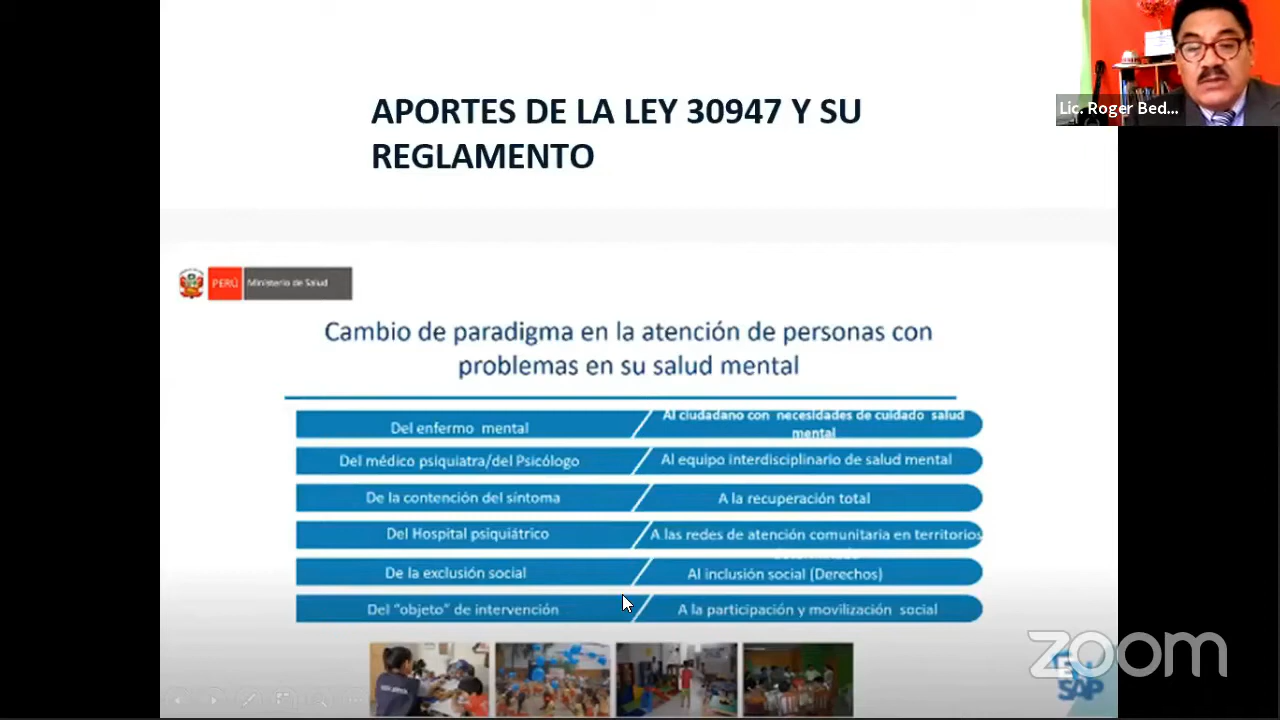 APORTES DE LA LEY 30947 Y SU
REGLAMENTO
Lic. Roger Bed...
PERÚ Ministerio de Salud
Cambio de paradigma en la atención de personas con
problemas en su salud mental
Del enfermo mental
Al ciudadano con necesidades de cuidado salud
mental
Del médico psiquiatra/del Psicólogo
Al equipo interdisciplinario de salud mental
De la contención del síntoma
A la recuperación total
Del Hospital psiquiátrico
A las redes de atención comunitaria en territorios
De la exclusión social
Al inclusión social (Derechos)
Del “objeto” de intervención
A la participación y movilización social
zoom
SAP